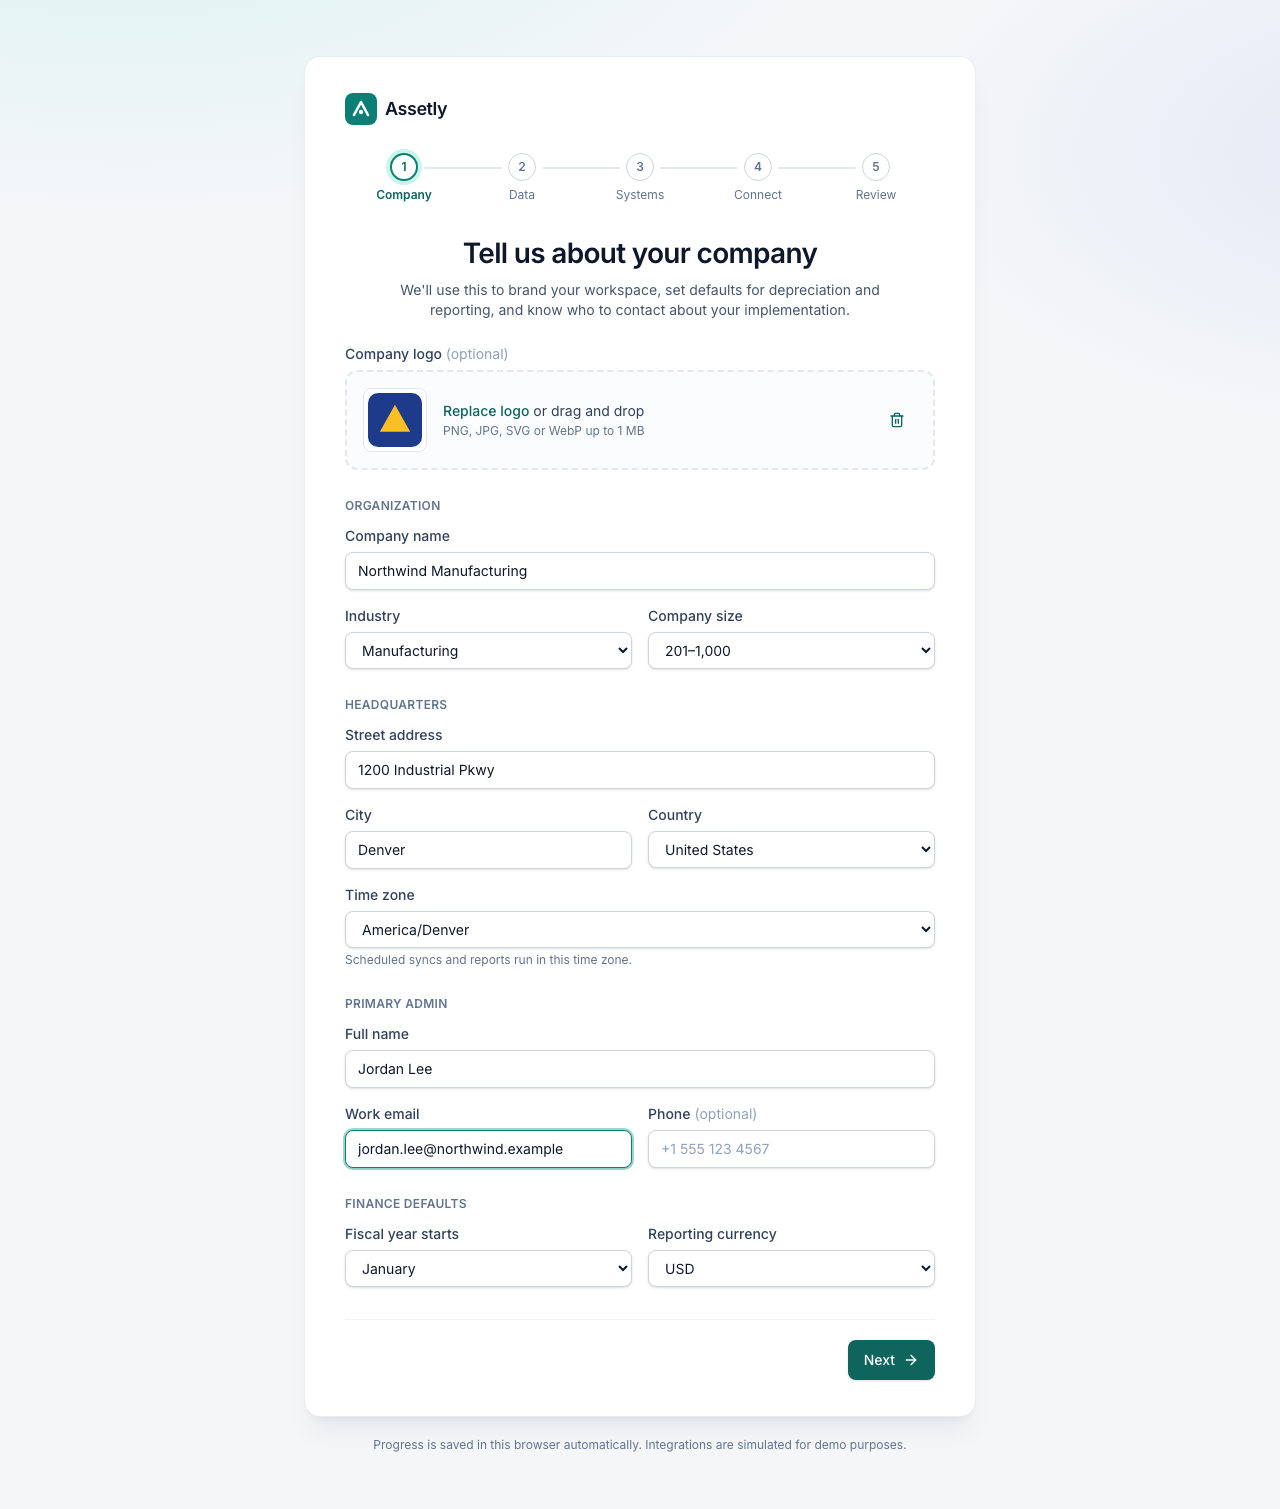 Assetly
1
2
3
4
5
Company
Data
Systems
Connect
Review
Tell us about your company
We'll use this to brand your workspace, set defaults for depreciation and
reporting, and know who to contact about your implementation.
Company logo (optional)
Replace logo or drag and drop
PNG, JPG, SVG or WebP up to 1 MB
ORGANIZATION
Company name
Northwind Manufacturing
Industry
Company size
Manufacturing
201–1,000
HEADQUARTERS
Street address
1200 Industrial Pkwy
City
Country
Denver
United States
Time zone
America/Denver
Scheduled syncs and reports run in this time zone.
PRIMARY ADMIN
Full name
Jordan Lee
Work email
Phone (optional)
jordan.lee@northwind.example
+1 555 123 4567
FINANCE DEFAULTS
Fiscal year starts
Reporting currency
January
USD
Next
Progress is saved in this browser automatically. Integrations are simulated for demo purposes.